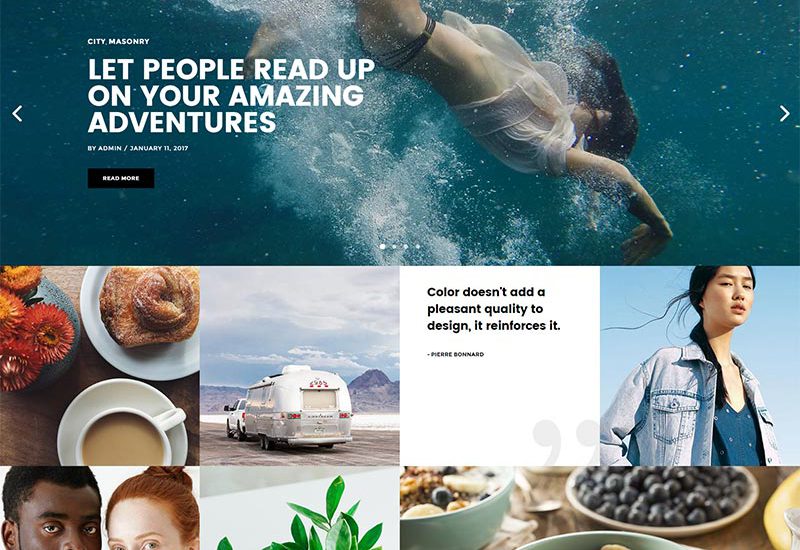 CITY, MASONRY
LET PEOPLE READ UP
ON YOUR AMAZING
ADVENTURES
BY ADMIN / JANUARY 11, 2017
READ MORE
Color doesn't add a
pleasant quality to
design, it reinforces it.
- PIERRE BONNARD